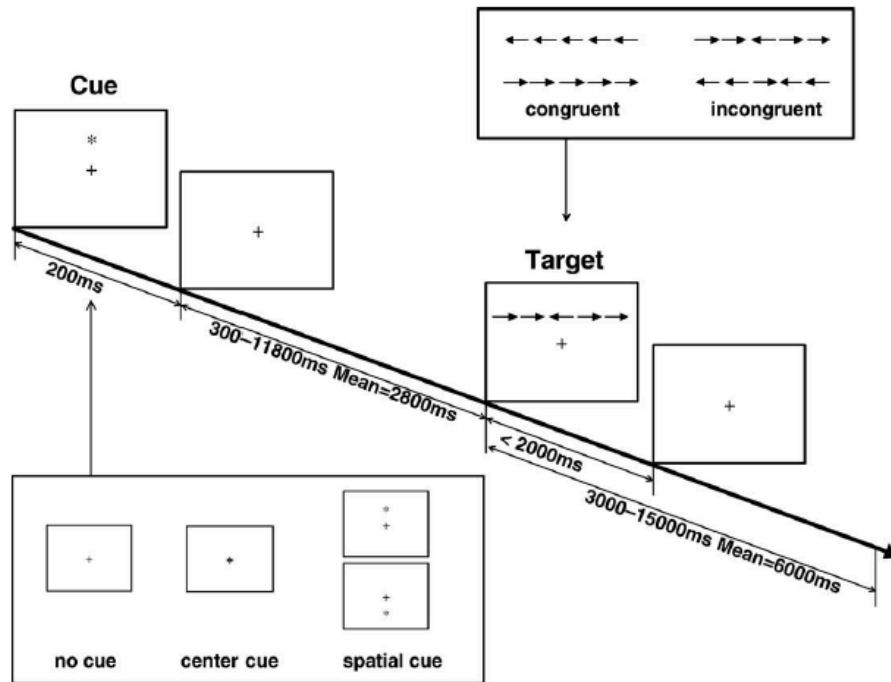 congruent
incongruent
Cue
*
+
+
200ms
300–11800ms Mean=2800ms
Target
+
+
< 2000ms
3000–15000ms Mean=6000ms
+
*
*
+
+
*
no cue
center cue
spatial cue